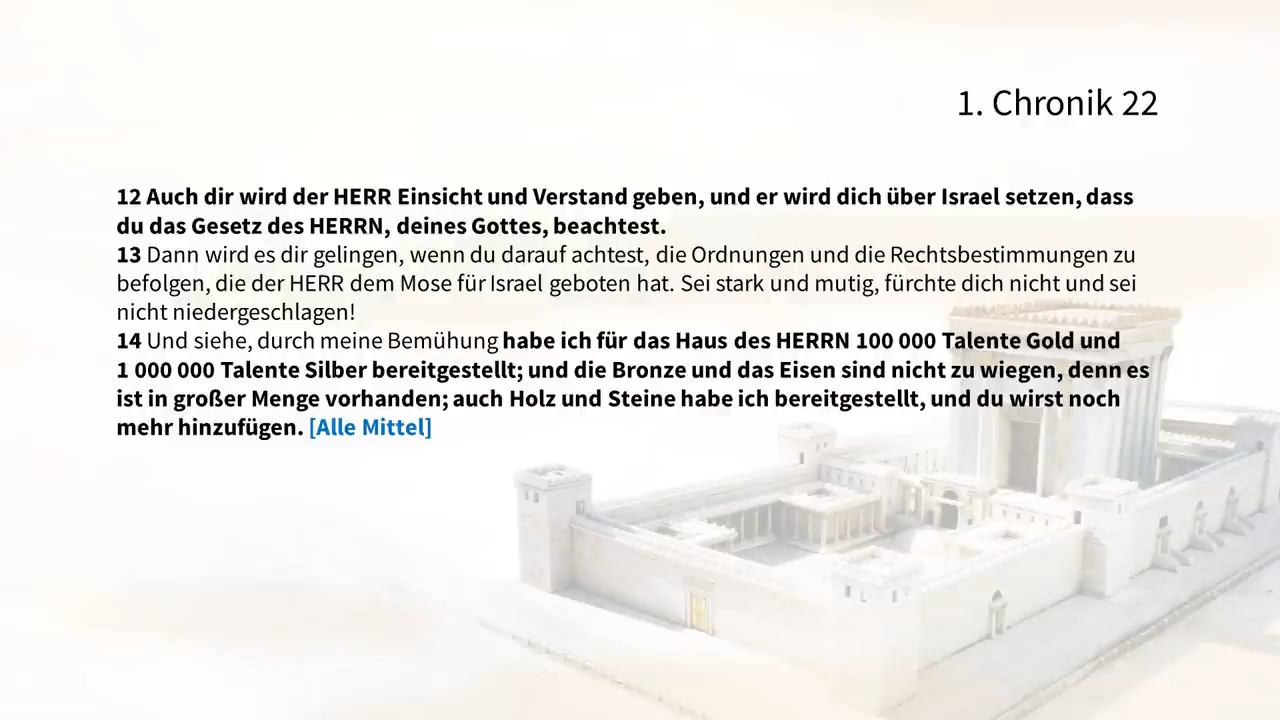 1. Chronik 22
12 Auch dir wird der HERR Einsicht und Verstand geben, und er wird dich über Israel setzen, dass
du das Gesetz des HERRN, deines Gottes, beachtest.
13 Dann wird es dir gelingen, wenn du darauf achtest, die Ordnungen und die Rechtsbestimmungen zu
befolgen, die der HERR dem Mose für Israel geboten hat. Sei stark und mutig, fürchte dich nicht und sei
nicht niedergeschlagen!
14 Und siehe, durch meine Bemühung habe ich für das Haus des HERRN 100 000 Talente Gold und
1 000 000 Talente Silber bereitgestellt; und die Bronze und das Eisen sind nicht zu wiegen, denn es
ist in großer Menge vorhanden; auch Holz und Steine habe ich bereitgestellt, und du wirst noch
mehr hinzufügen. [Alle Mittel]